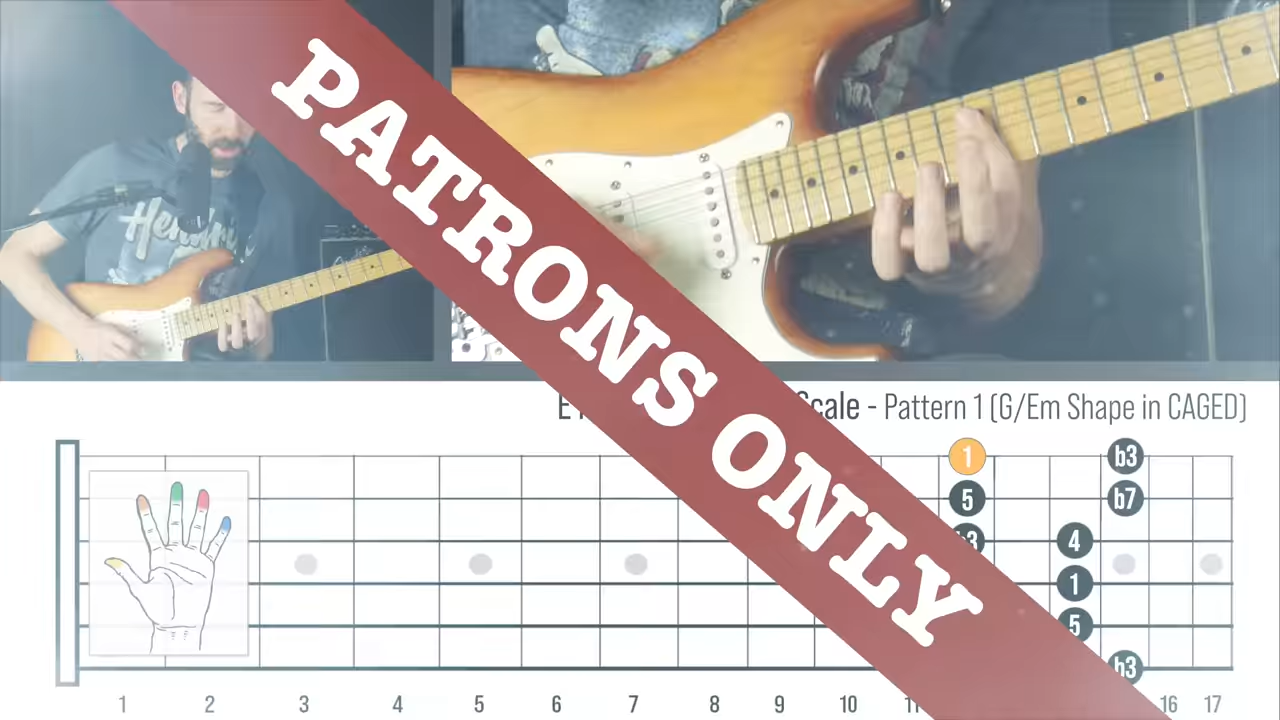 PATRONS ONLY
Scale - Pattern 1 (G/Em Shape in CAGED)
1 b3
5 b7
4
1
5
b3
1 2 3 4 5 6 7 8 9 10 16 17